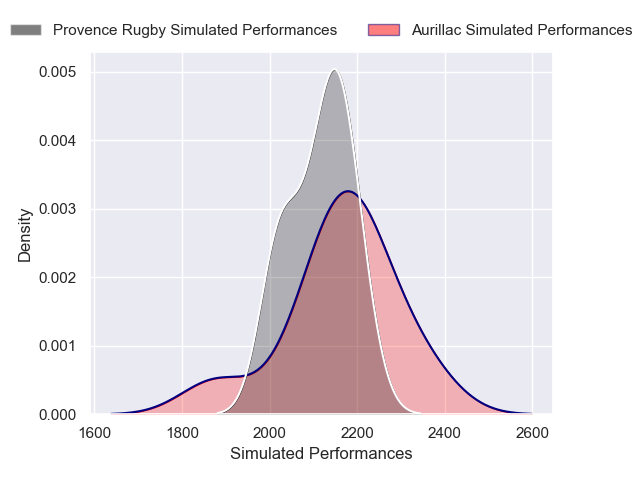 Provence Rugby Simulated Performances
Aurillac Simulated Performances
0.005
0.004
0.003
0.002
0.001
0.000
Density
1600 1800 2000 2200 2400 2600
Simulated Performances